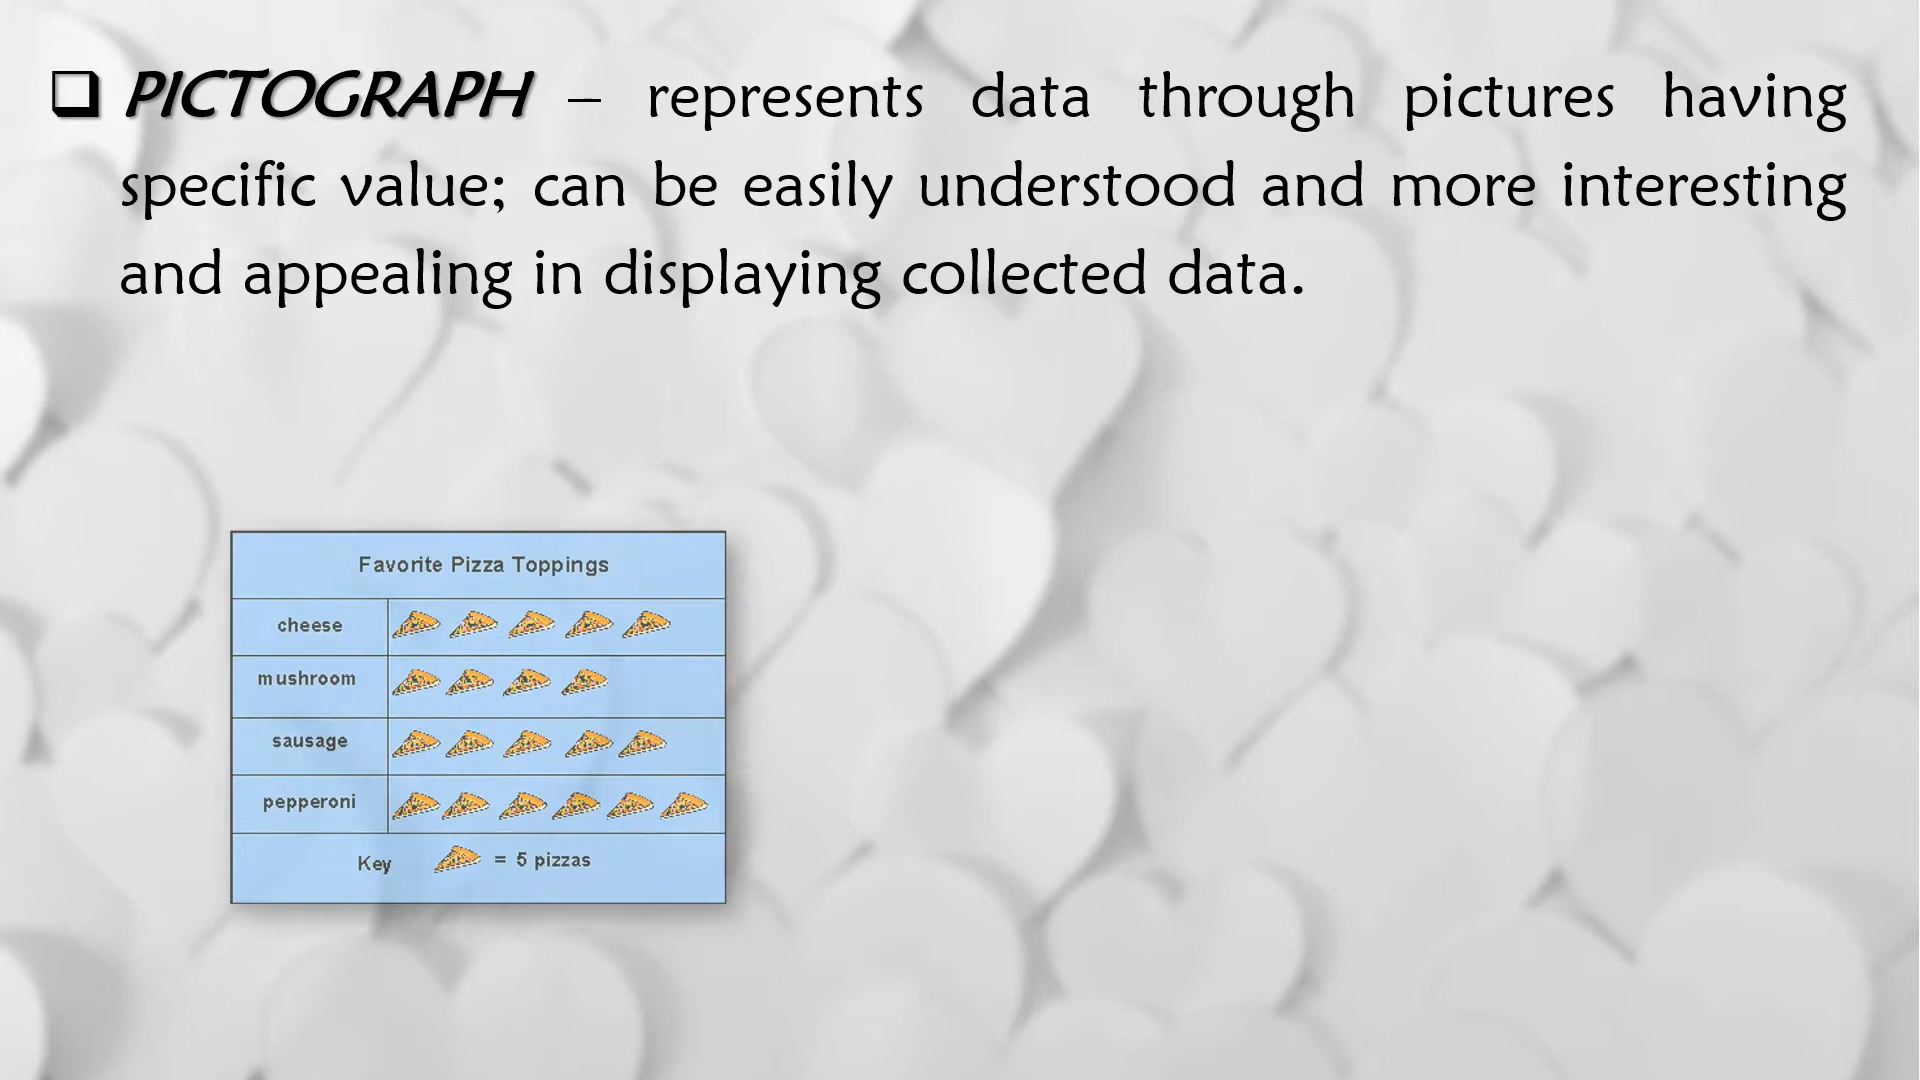 PICTOGRAPH – represents data through pictures having
specific value; can be easily understood and more interesting
and appealing in displaying collected data.
Favorite Pizza Toppings
cheese
mushroom
sausage
pepperoni
Key = 5 pizzas